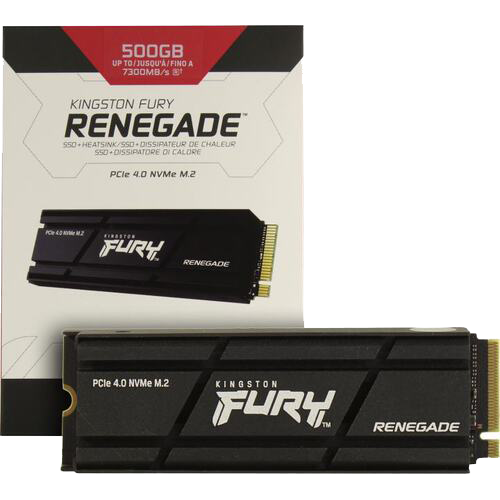 500GB
UP TO/JUSQU'À/FINO A
7300MB/s
KINGSTON FURY
RENEGADE™
SSD+HEATSINK/SSD+DISSIPATEUR DE CHALEUR
SSD+DISSIPATORE DI CALORE
PCIe 4.0 NVMe M.2
PCIe 4.0 NVMe M.2
KINGSTON
FURY
RENEGADE
PCIe 4.0 NVMe M.2
KINGSTON
FURY™
RENEGADE